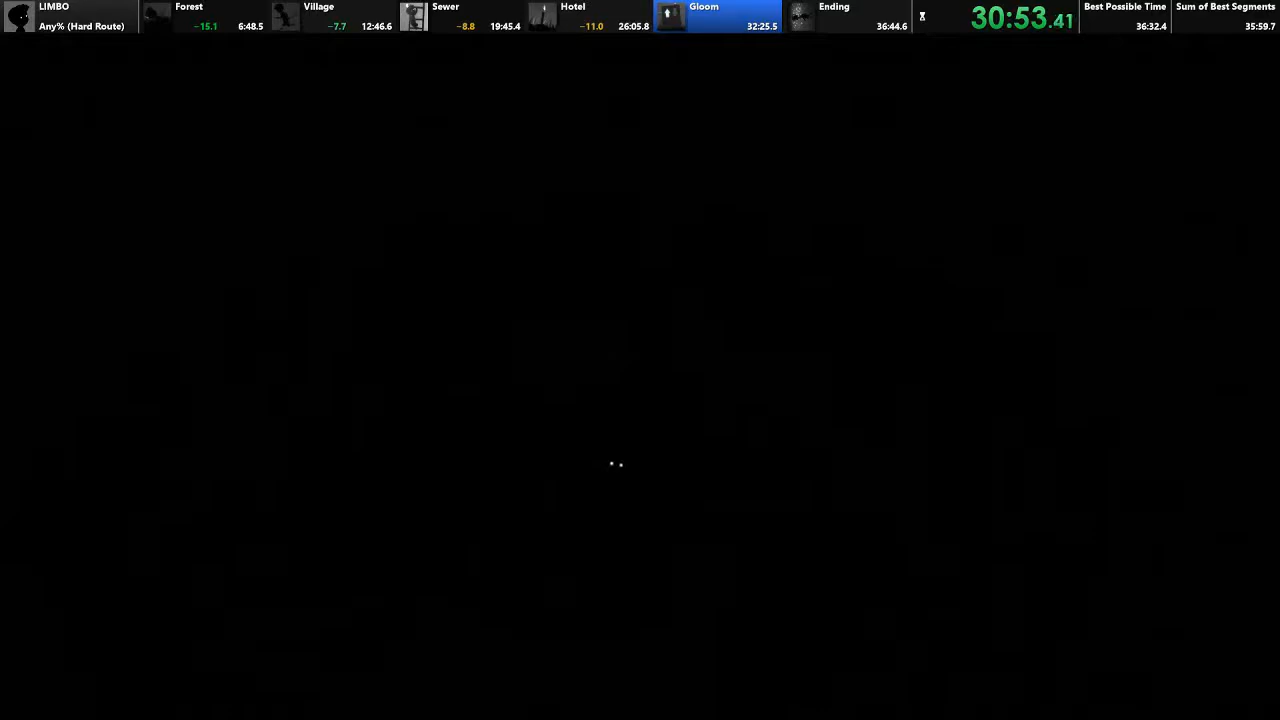 LIMBO
Any% (Hard Route)
Forest
−15.1 6:48.5
Village
−7.7 12:46.6
Sewer
−8.8 19:45.4
Hotel
−11.0 26:05.8
Gloom
32:25.5
Ending
36:44.6
30:53.41
Best Possible Time
36:32.4
Sum of Best Segments
35:59.7